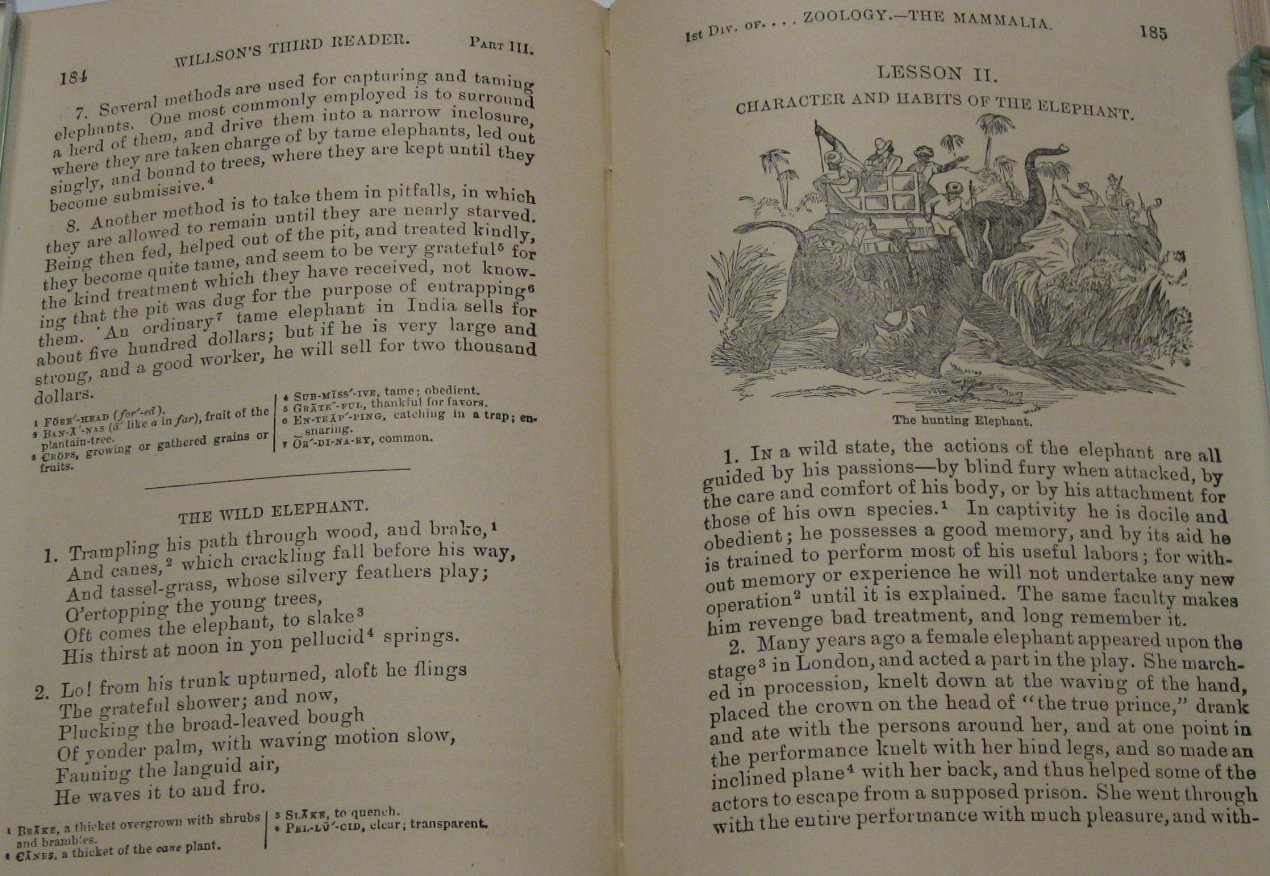 184 WILLSON'S THIRD READER. PART III.
7. Several methods are used for capturing and taming
elephants. One most commonly employed is to surround
a herd of them, and drive them into a narrow inclosure,
where they are taken charge of by tame elephants, led out
singly, and bound to trees, where they are kept until they
become submissive.⁴
8. Another method is to take them in pitfalls, in which
they are allowed to remain until they are nearly starved.
Being then fed, helped out of the pit, and treated kindly,
they become quite tame, and seem to be very grateful⁵ for
the kind treatment which they have received, not know-
ing that the pit was dug for the purpose of entrapping⁶
them. An ordinary⁷ tame elephant in India sells for
about five hundred dollars; but if he is very large and
strong, and a good worker, he will sell for two thousand
dollars.
¹ FŌRE'-HEAD (for'-ed).
² BAN-Ä'-NAS (ä like a in far), fruit of the
plantain-tree.
³ CRŎPS, growing or gathered grains or
fruits.
⁴ SUB-MĬSS'-IVE, tame; obedient.
⁵ GRĀTE'-FUL, thankful for favors.
⁶ EN-TRĂP'-PING, catching in a trap; en-
snaring.
⁷ ÔR'-DI-NA-RY, common.
THE WILD ELEPHANT.
1. Trampling his path through wood, and brake,¹
And canes,² which crackling fall before his way,
And tassel-grass, whose silvery feathers play;
O'ertopping the young trees,
Oft comes the elephant, to slake³
His thirst at noon in yon pellucid⁴ springs.
2. Lo! from his trunk upturned, aloft he flings
The grateful shower; and now,
Plucking the broad-leaved bough
Of yonder palm, with waving motion slow,
Fanning the languid air,
He waves it to and fro.
¹ BRĀKE, a thicket overgrown with shrubs
and brambles.
² CĀNES, a thicket of the cane plant.
³ SLĀKE, to quench.
⁴ PEL-LŪ'-CID, clear; transparent.
1st DIV. OF.... ZOOLOGY.—THE MAMMALIA. 185
LESSON II.
CHARACTER AND HABITS OF THE ELEPHANT.
The hunting Elephant.
1. IN a wild state, the actions of the elephant are all
guided by his passions—by blind fury when attacked, by
the care and comfort of his body, or by his attachment for
those of his own species.¹ In captivity he is docile and
obedient; he possesses a good memory, and by its aid he
is trained to perform most of his useful labors; for with-
out memory or experience he will not undertake any new
operation² until it is explained. The same faculty makes
him revenge bad treatment, and long remember it.
2. Many years ago a female elephant appeared upon the
stage³ in London, and acted a part in the play. She march-
ed in procession, knelt down at the waving of the hand,
placed the crown on the head of "the true prince," drank
and ate with the persons around her, and at one point in
the performance knelt with her hind legs, and so made an
inclined plane⁴ with her back, and thus helped some of the
actors to escape from a supposed prison. She went through
with the entire performance with much pleasure, and with-